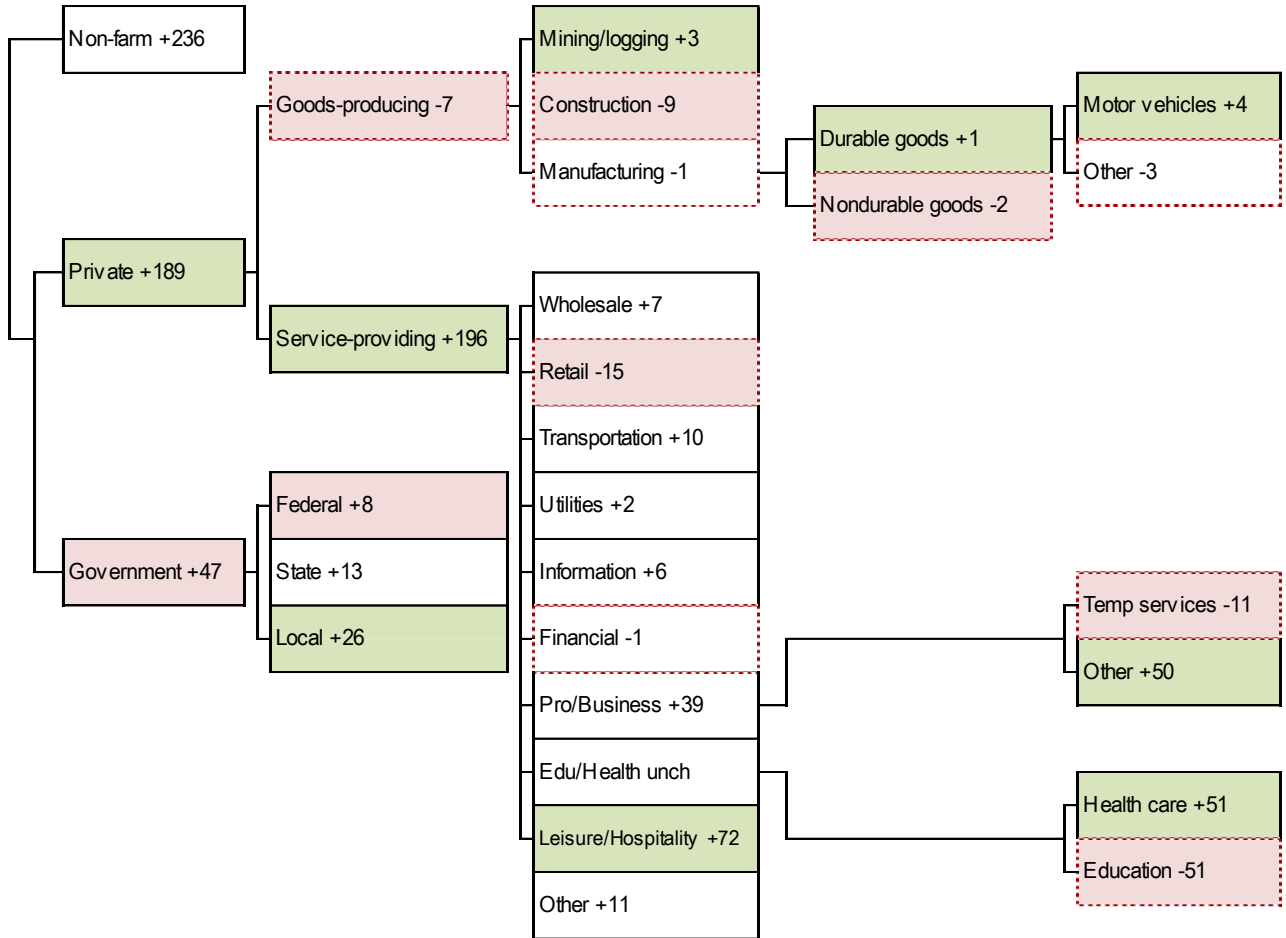 Non-farm +236
Private +189
Government +47
Goods-producing -7
Service-providing +196
Federal +8
State +13
Local +26
Mining/logging +3
Construction -9
Manufacturing -1
Wholesale +7
Retail -15
Transportation +10
Utilities +2
Information +6
Financial -1
Pro/Business +39
Edu/Health unch
Leisure/Hospitality +72
Other +11
Durable goods +1
Nondurable goods -2
Motor vehicles +4
Other -3
Temp services -11
Other +50
Health care +51
Education -51